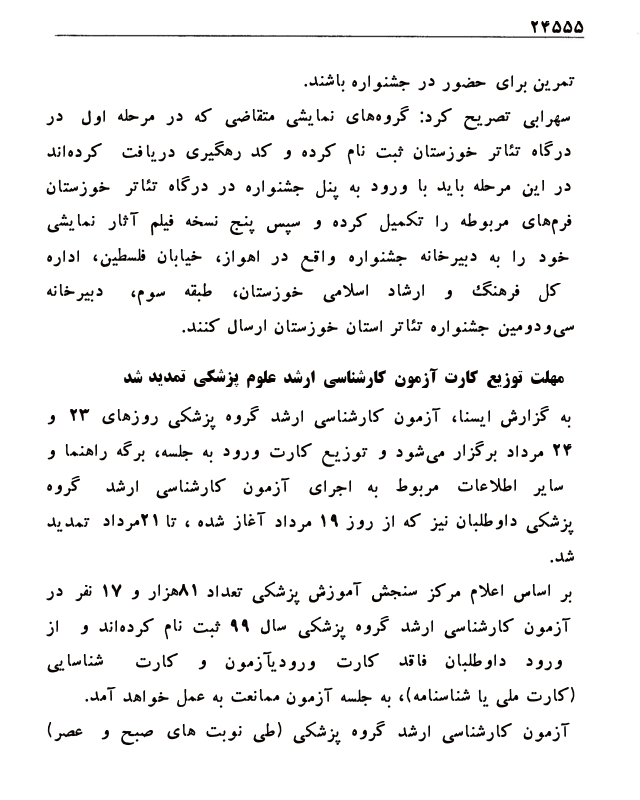 ۲۴۵۵۵
تمرین برای حضور در جشنواره باشند.
سهرابی تصریح کرد: گروه‌های نمایشی متقاضی که در مرحله اول در
درگاه تئاتر خوزستان ثبت نام کرده و کد رهگیری دریافت کرده‌اند
در این مرحله باید با ورود به پنل جشنواره در درگاه تئاتر خوزستان
فرم‌های مربوطه را تکمیل کرده و سپس پنج نسخه فیلم آثار نمایشی
خود را به دبیرخانه جشنواره واقع در اهواز، خیابان فلسطین، اداره
کل فرهنگ و ارشاد اسلامی خوزستان، طبقه سوم، دبیرخانه
سی‌ودومین جشنواره تئاتر استان خوزستان ارسال کنند.
مهلت توزیع کارت آزمون کارشناسی ارشد علوم پزشکی تمدید شد
به گزارش ایسنا، آزمون کارشناسی ارشد گروه پزشکی روزهای ۲۳ و
۲۴ مرداد برگزار می‌شود و توزیع کارت ورود به جلسه، برگه راهنما و
سایر اطلاعات مربوط به اجرای آزمون کارشناسی ارشد گروه
پزشکی داوطلبان نیز که از روز ۱۹ مرداد آغاز شده ، تا ۲۱مرداد تمدید
شد.
بر اساس اعلام مرکز سنجش آموزش پزشکی تعداد ۸۱هزار و ۱۷ نفر در
آزمون کارشناسی ارشد گروه پزشکی سال ۹۹ ثبت نام کرده‌اند و از
ورود داوطلبان فاقد کارت ورودبآزمون و کارت شناسایی
(کارت ملی یا شناسنامه)، به جلسه آزمون ممانعت به عمل خواهد آمد.
آزمون کارشناسی ارشد گروه پزشکی (طی نوبت های صبح و عصر)